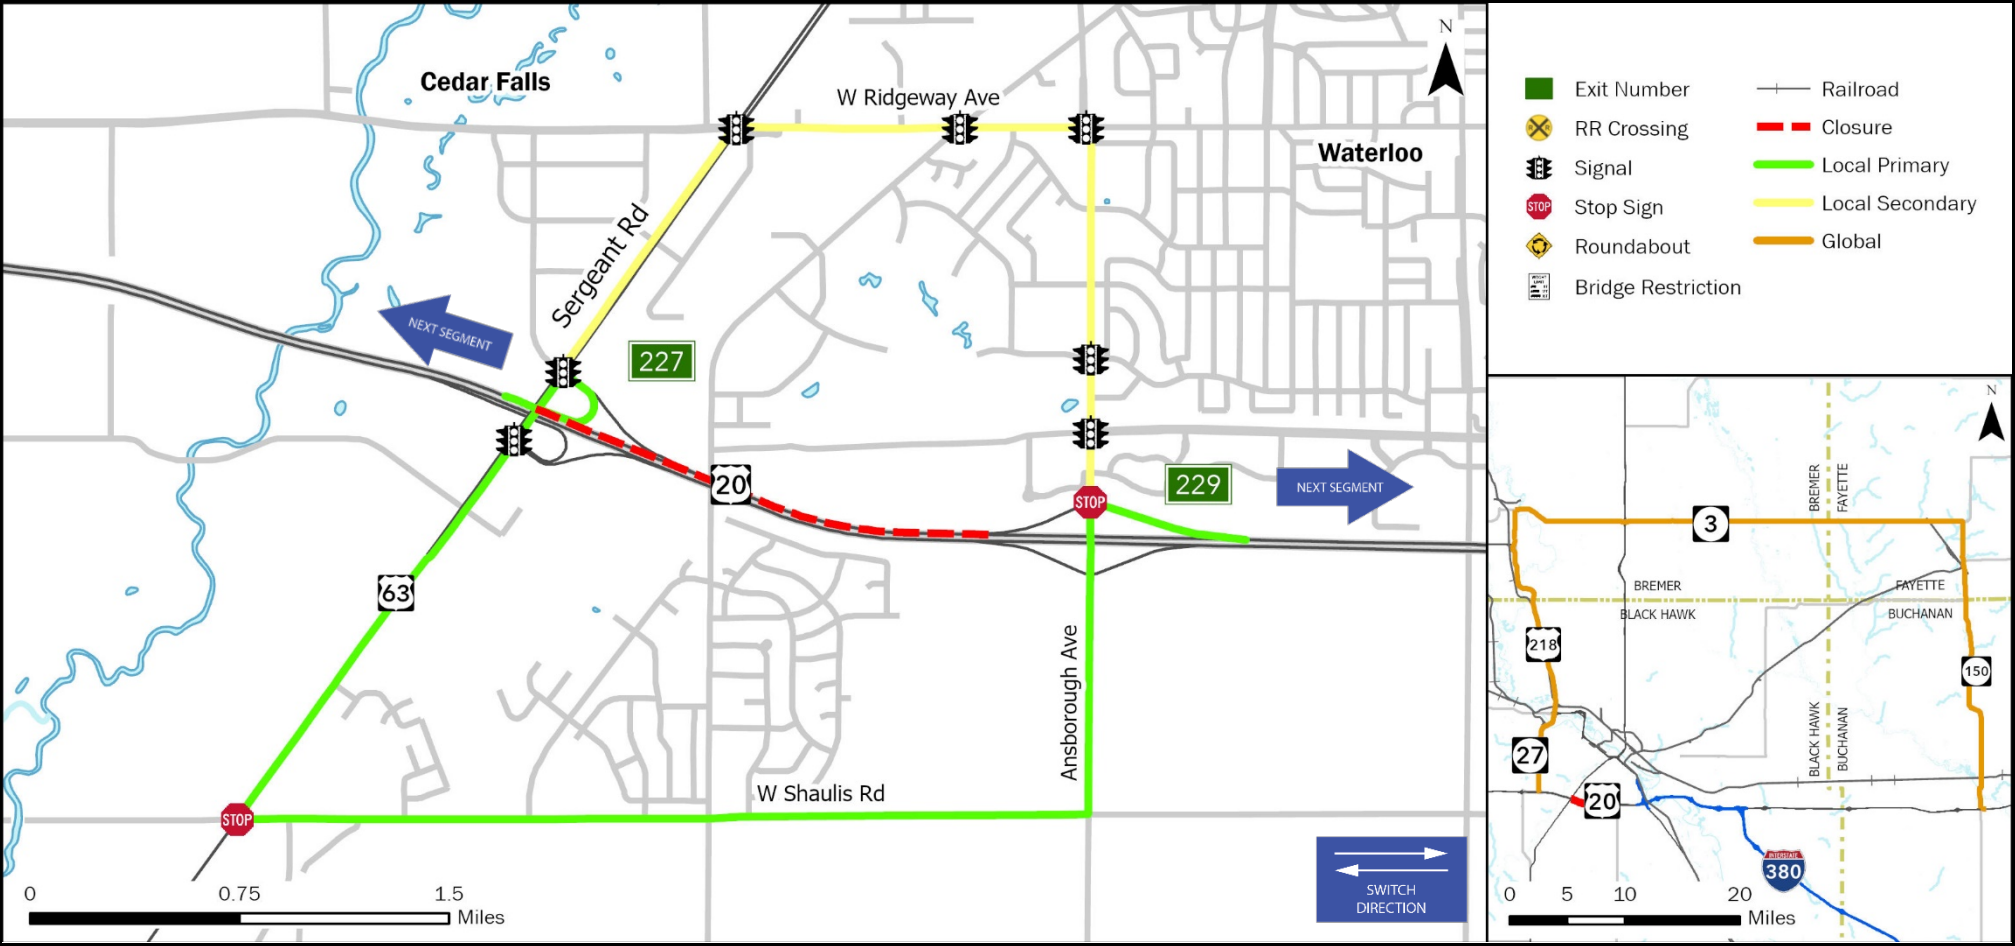 Cedar Falls
W Ridgeway Ave
N
Waterloo
Sergeant Rd
NEXT SEGMENT
227
20
229
NEXT SEGMENT
STOP
63
Ansborough Ave
W Shaulis Rd
STOP
SWITCH
DIRECTION
0 0.75 1.5
Miles
Exit Number
RR Crossing
Signal
STOP Stop Sign
Roundabout
Bridge Restriction
Railroad
Closure
Local Primary
Local Secondary
Global
N
BREMER
FAYETTE
3
BREMER
FAYETTE
BLACK HAWK
BUCHANAN
218
150
BLACK HAWK
BUCHANAN
27
20
INTERSTATE
380
0 5 10 20
Miles